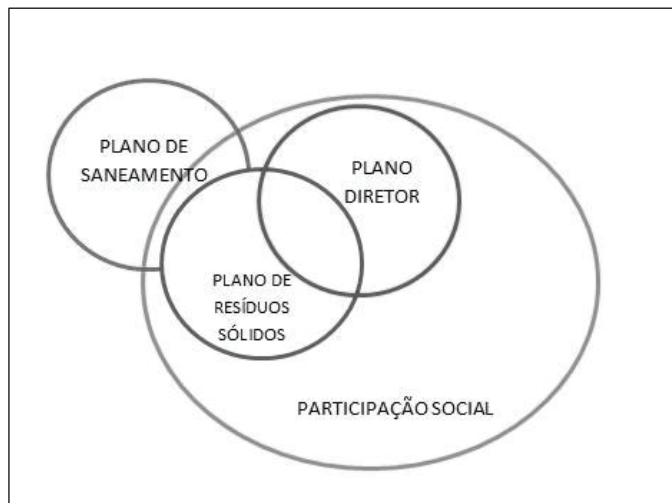 PLANO DE
SANEAMENTO
PLANO
DIRETOR
PLANO DE
RESÍDUOS
SÓLIDOS
PARTICIPAÇÃO SOCIAL